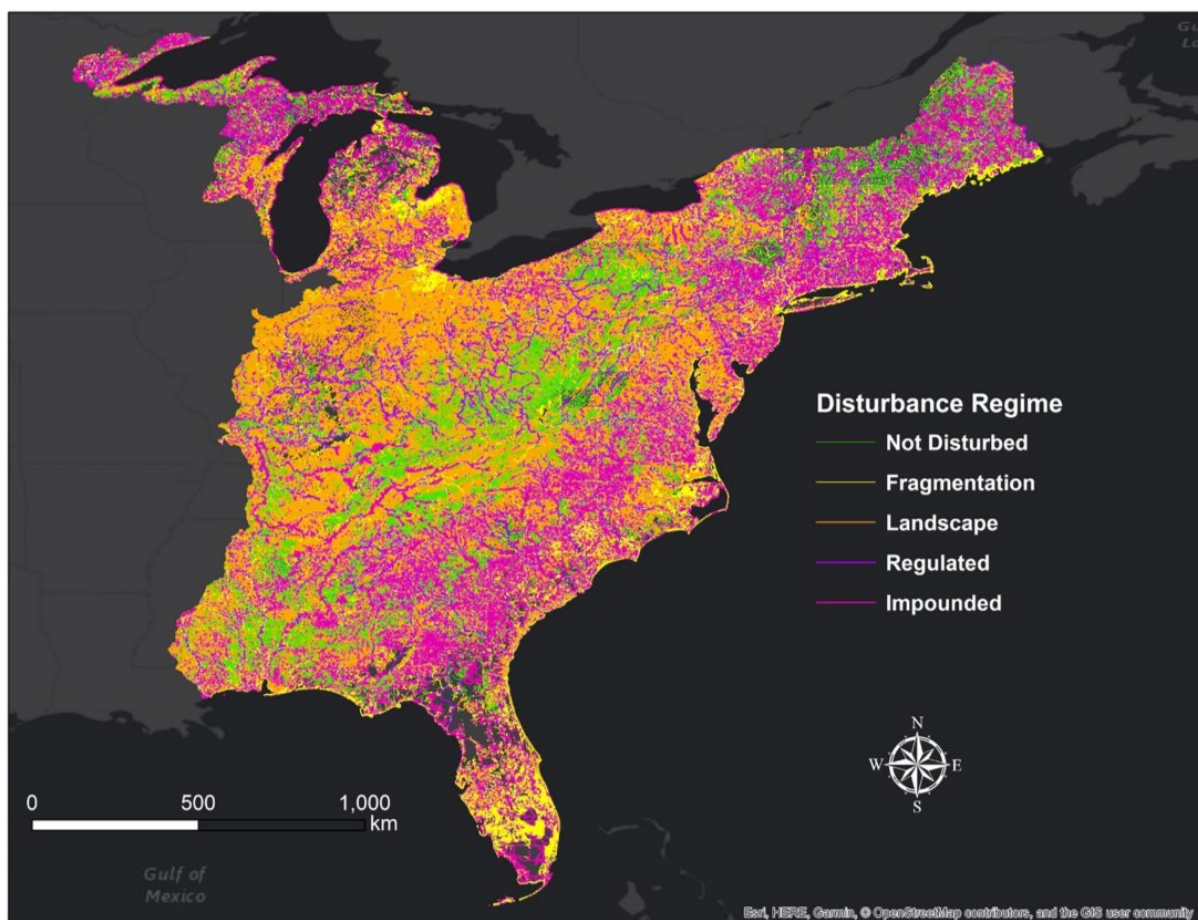 Disturbance Regime
Not Disturbed
Fragmentation
Landscape
Regulated
Impounded
N
W E
S
0 500 1,000
km
Gulf of
Mexico
Esri, HERE, Garmin, © OpenStreetMap contributors, and the GIS user community